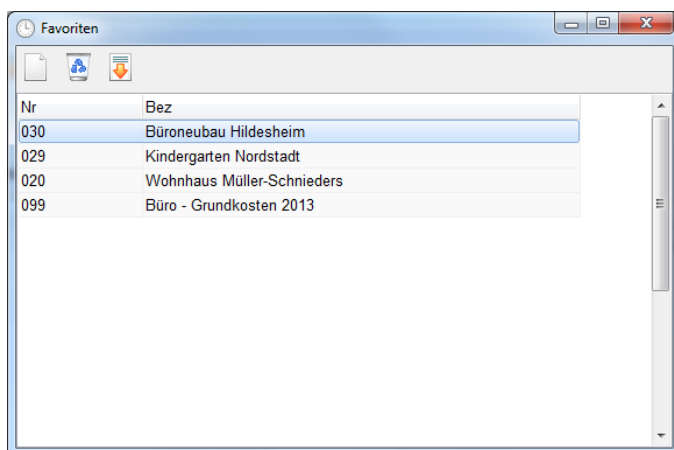 Favoriten
Nr Bez
030 Büroneubau Hildesheim
029 Kindergarten Nordstadt
020 Wohnhaus Müller-Schnieders
099 Büro - Grundkosten 2013